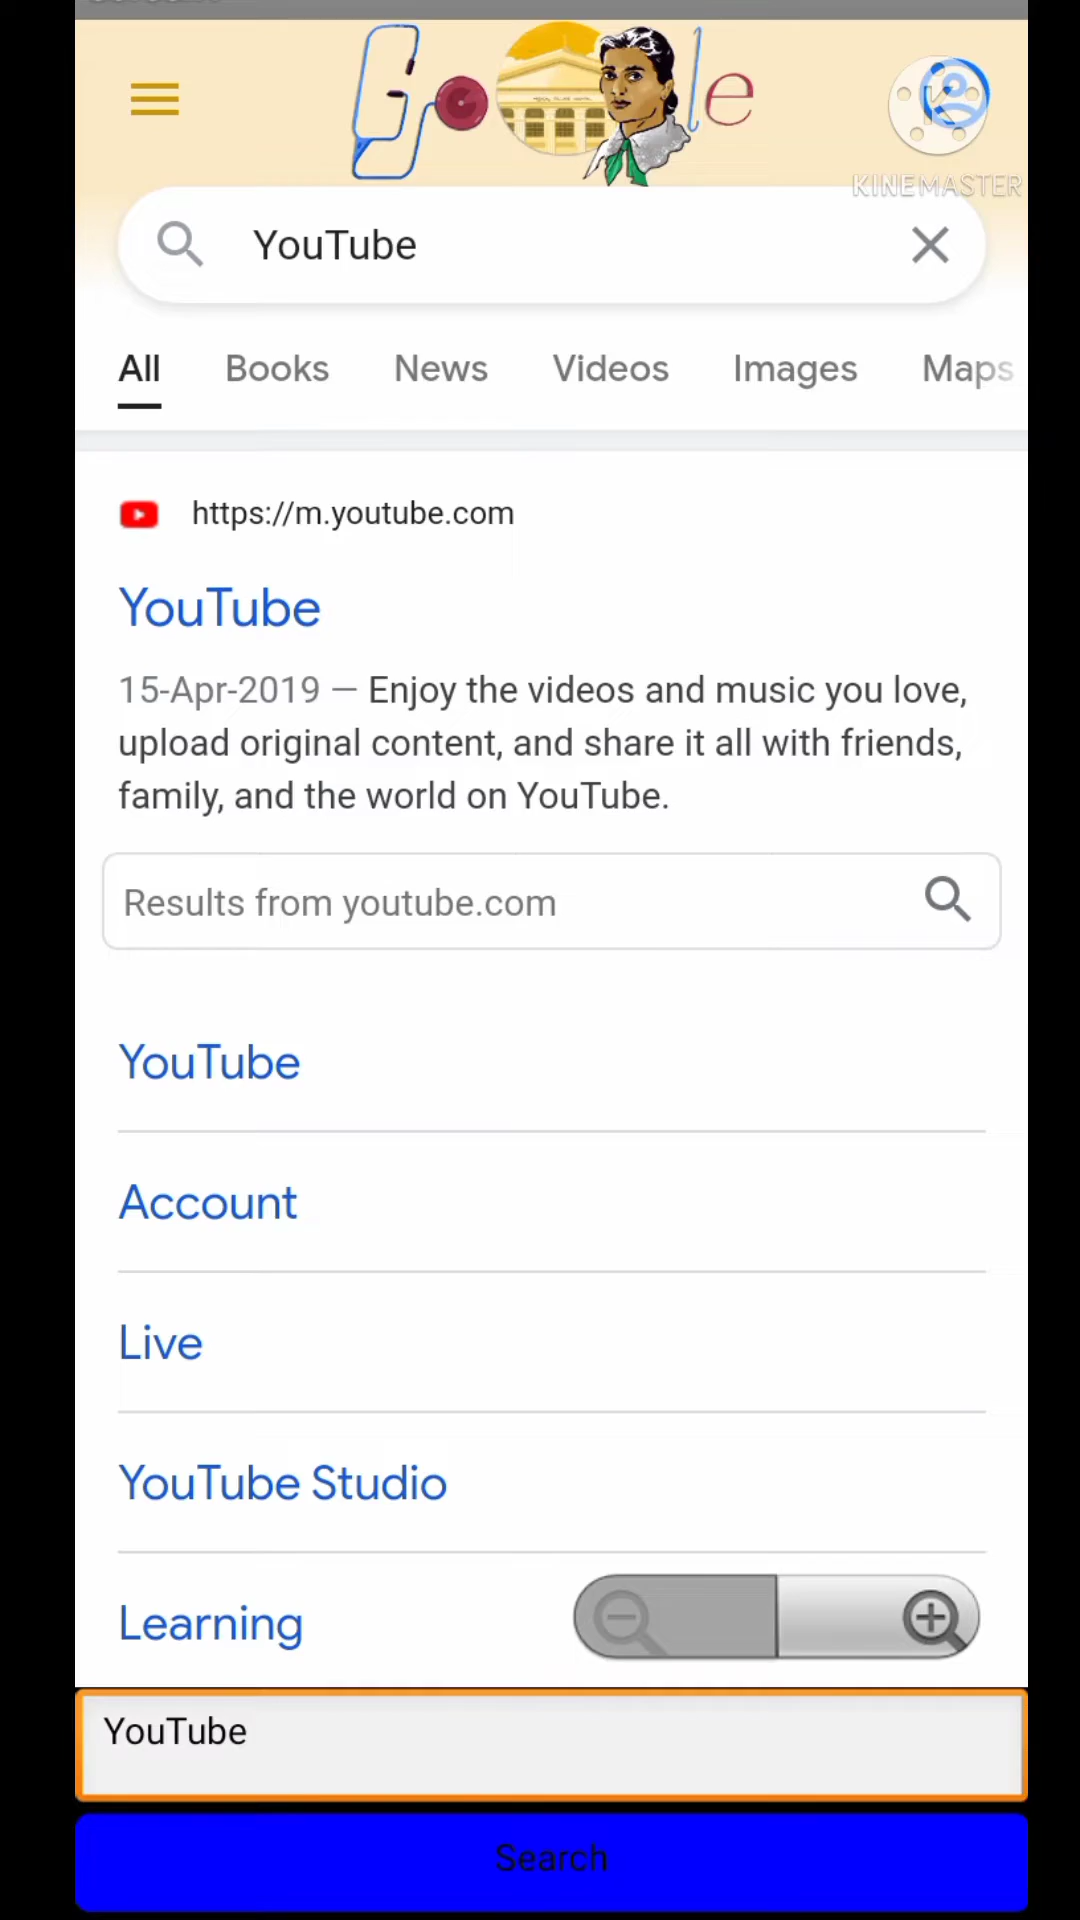 Google
KINEMASTER
YouTube
All Books News Videos Images Maps
https://m.youtube.com
YouTube
15-Apr-2019 — Enjoy the videos and music you love,
upload original content, and share it all with friends,
family, and the world on YouTube.
Results from youtube.com
YouTube
Account
Live
YouTube Studio
Learning
YouTube
Search